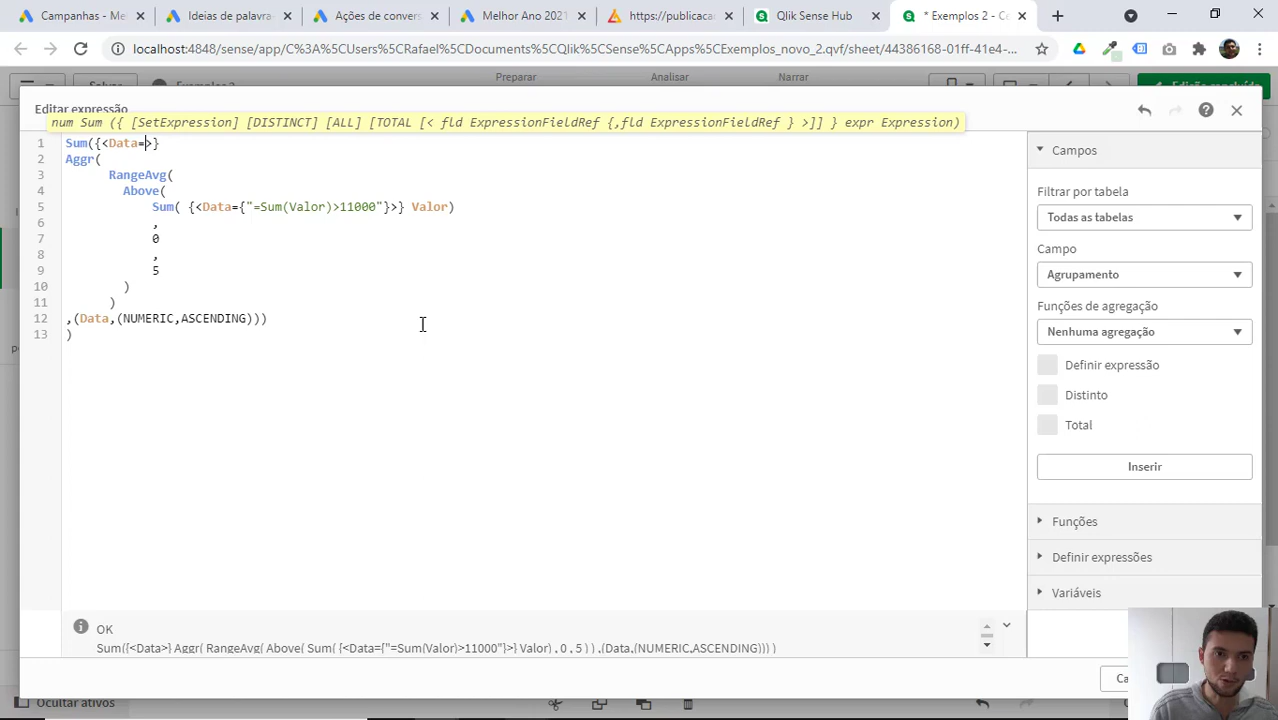 Campanhas - Me
Ideias de palavra-
Ações de convers
Melhor Ano 2021
https://publicaca
Qlik Sense Hub
* Exemplos 2 - Ce
localhost:4848/sense/app/C%3A%5CUsers%5CRafael%5CDocuments%5CQlik%5CSense%5CApps%5CExemplos_novo_2.qvf/sheet/44386168-01ff-41e4-...
Preparar
Analisar
Narrar
Editar expressão
num Sum ({ [SetExpression] [DISTINCT] [ALL] [TOTAL [< fld ExpressionFieldRef {,fld ExpressionFieldRef } >]] } expr Expression)
1 Sum({<Data=>}
2 Aggr(
3 RangeAvg(
4 Above(
5 Sum( {<Data={"=Sum(Valor)>11000"}>} Valor)
6 ,
7 0
8 ,
9 5
10 )
11 )
12 ,(Data,(NUMERIC,ASCENDING)))
13 )
Campos
Filtrar por tabela
Todas as tabelas
Campo
Agrupamento
Funções de agregação
Nenhuma agregação
Definir expressão
Distinto
Total
Inserir
Funções
Definir expressões
Variáveis
OK
Sum({<Data>} Aggr( RangeAvg( Above( Sum( {<Data={"=Sum(Valor)>11000"}>} Valor) , 0 , 5 ) ) ,(Data,(NUMERIC,ASCENDING))) )
Ca
Ocultar ativos